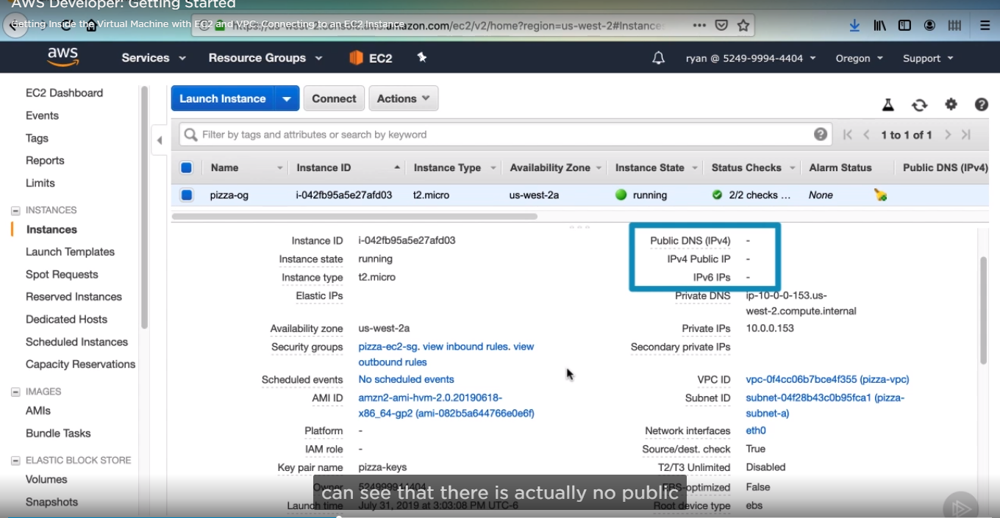 AWS Developer: Getting Started
Getting Inside the Virtual Machine with EC2 and VPC: Connecting to an EC2 Instance
amazon.com/ec2/v2/home?region=us-west-2#Instance
aws Services Resource Groups EC2 ryan @ 5249-9994-4404 Oregon Support
EC2 Dashboard
Events
Tags
Reports
Limits
INSTANCES
Instances
Launch Templates
Spot Requests
Reserved Instances
Dedicated Hosts
Scheduled Instances
Capacity Reservations
IMAGES
AMIs
Bundle Tasks
ELASTIC BLOCK STORE
Volumes
Snapshots
Launch Instance Connect Actions
Filter by tags and attributes or search by keyword 1 to 1 of 1
Name Instance ID Instance Type Availability Zone Instance State Status Checks Alarm Status Public DNS (IPv4)
pizza-og i-042fb95a5e27afd03 t2.micro us-west-2a running 2/2 checks ... None
Instance ID i-042fb95a5e27afd03
Instance state running
Instance type t2.micro
Elastic IPs
Availability zone us-west-2a
Security groups pizza-ec2-sg. view inbound rules. view
outbound rules
Scheduled events No scheduled events
AMI ID amzn2-ami-hvm-2.0.20190618-
x86_64-gp2 (ami-082b5a644766e0e6f)
Platform -
IAM role -
Key pair name pizza-keys
Owner 524999944404
Launch time July 31, 2019 at 3:03:08 PM UTC-6
Public DNS (IPv4) -
IPv4 Public IP -
IPv6 IPs -
Private DNS ip-10-0-0-153.us-
west-2.compute.internal
Private IPs 10.0.0.153
Secondary private IPs
VPC ID vpc-0f4cc06b7bce4f355 (pizza-vpc)
Subnet ID subnet-04f28b43c0b95fca1 (pizza-
subnet-a)
Network interfaces eth0
Source/dest. check True
T2/T3 Unlimited Disabled
EBS-optimized False
Root device type ebs
can see that there is actually no public